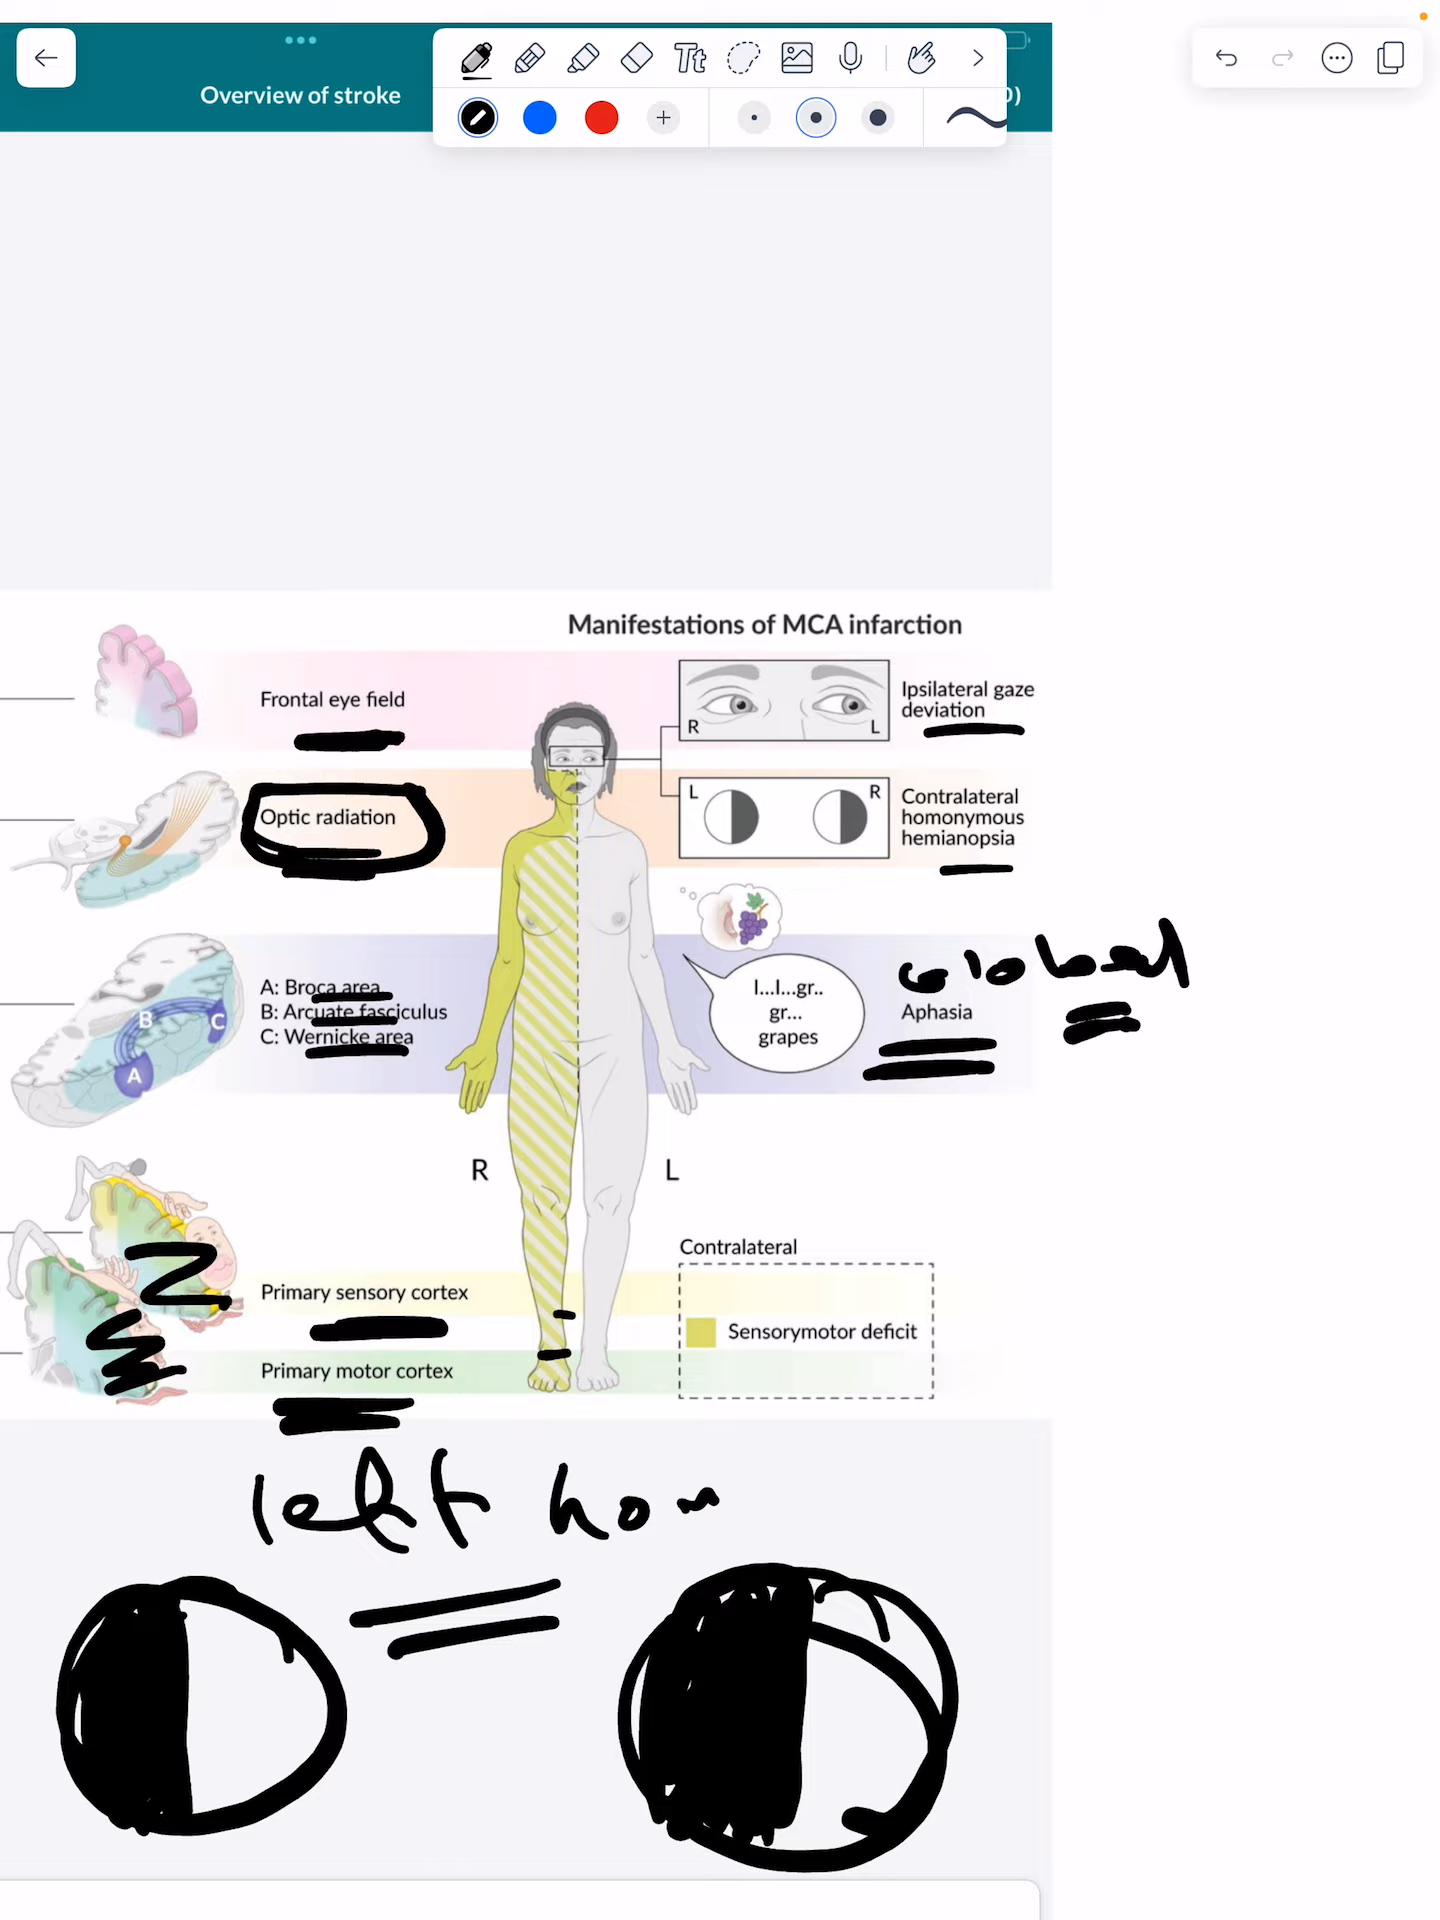 Overview of stroke
Tt
D)
Manifestations of MCA infarction
Frontal eye field
R
L
Ipsilateral gaze
deviation
Optic radiation
L
R
Contralateral
homonymous
hemianopsia
A: Broca area
B: Arcuate fasciculus
C: Wernicke area
B
C
A
I...I...gr..
gr...
grapes
Aphasia
Global
R
L
Contralateral
Primary sensory cortex
Sensorymotor deficit
Primary motor cortex
left hom